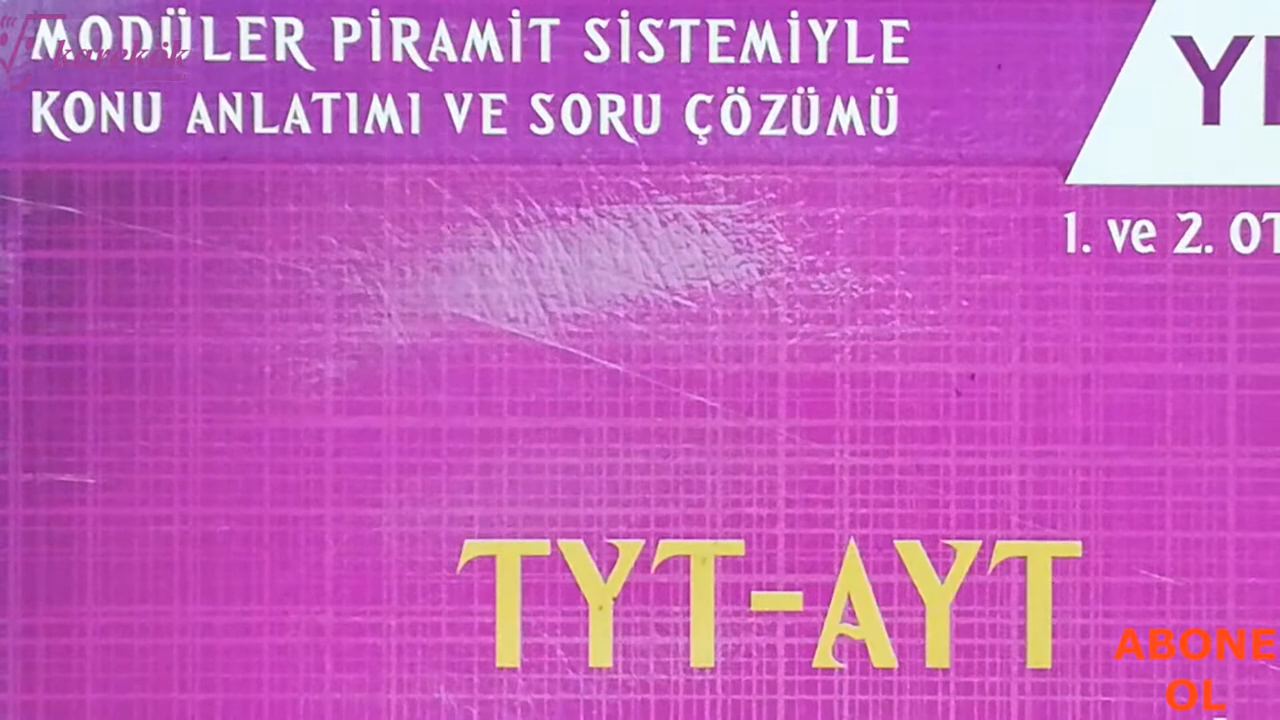 MODÜLER PİRAMİT SİSTEMİYLE
KONU ANLATIMI VE SORU ÇÖZÜMÜ
1. ve 2.
TYT-AYT
ABONE
OL